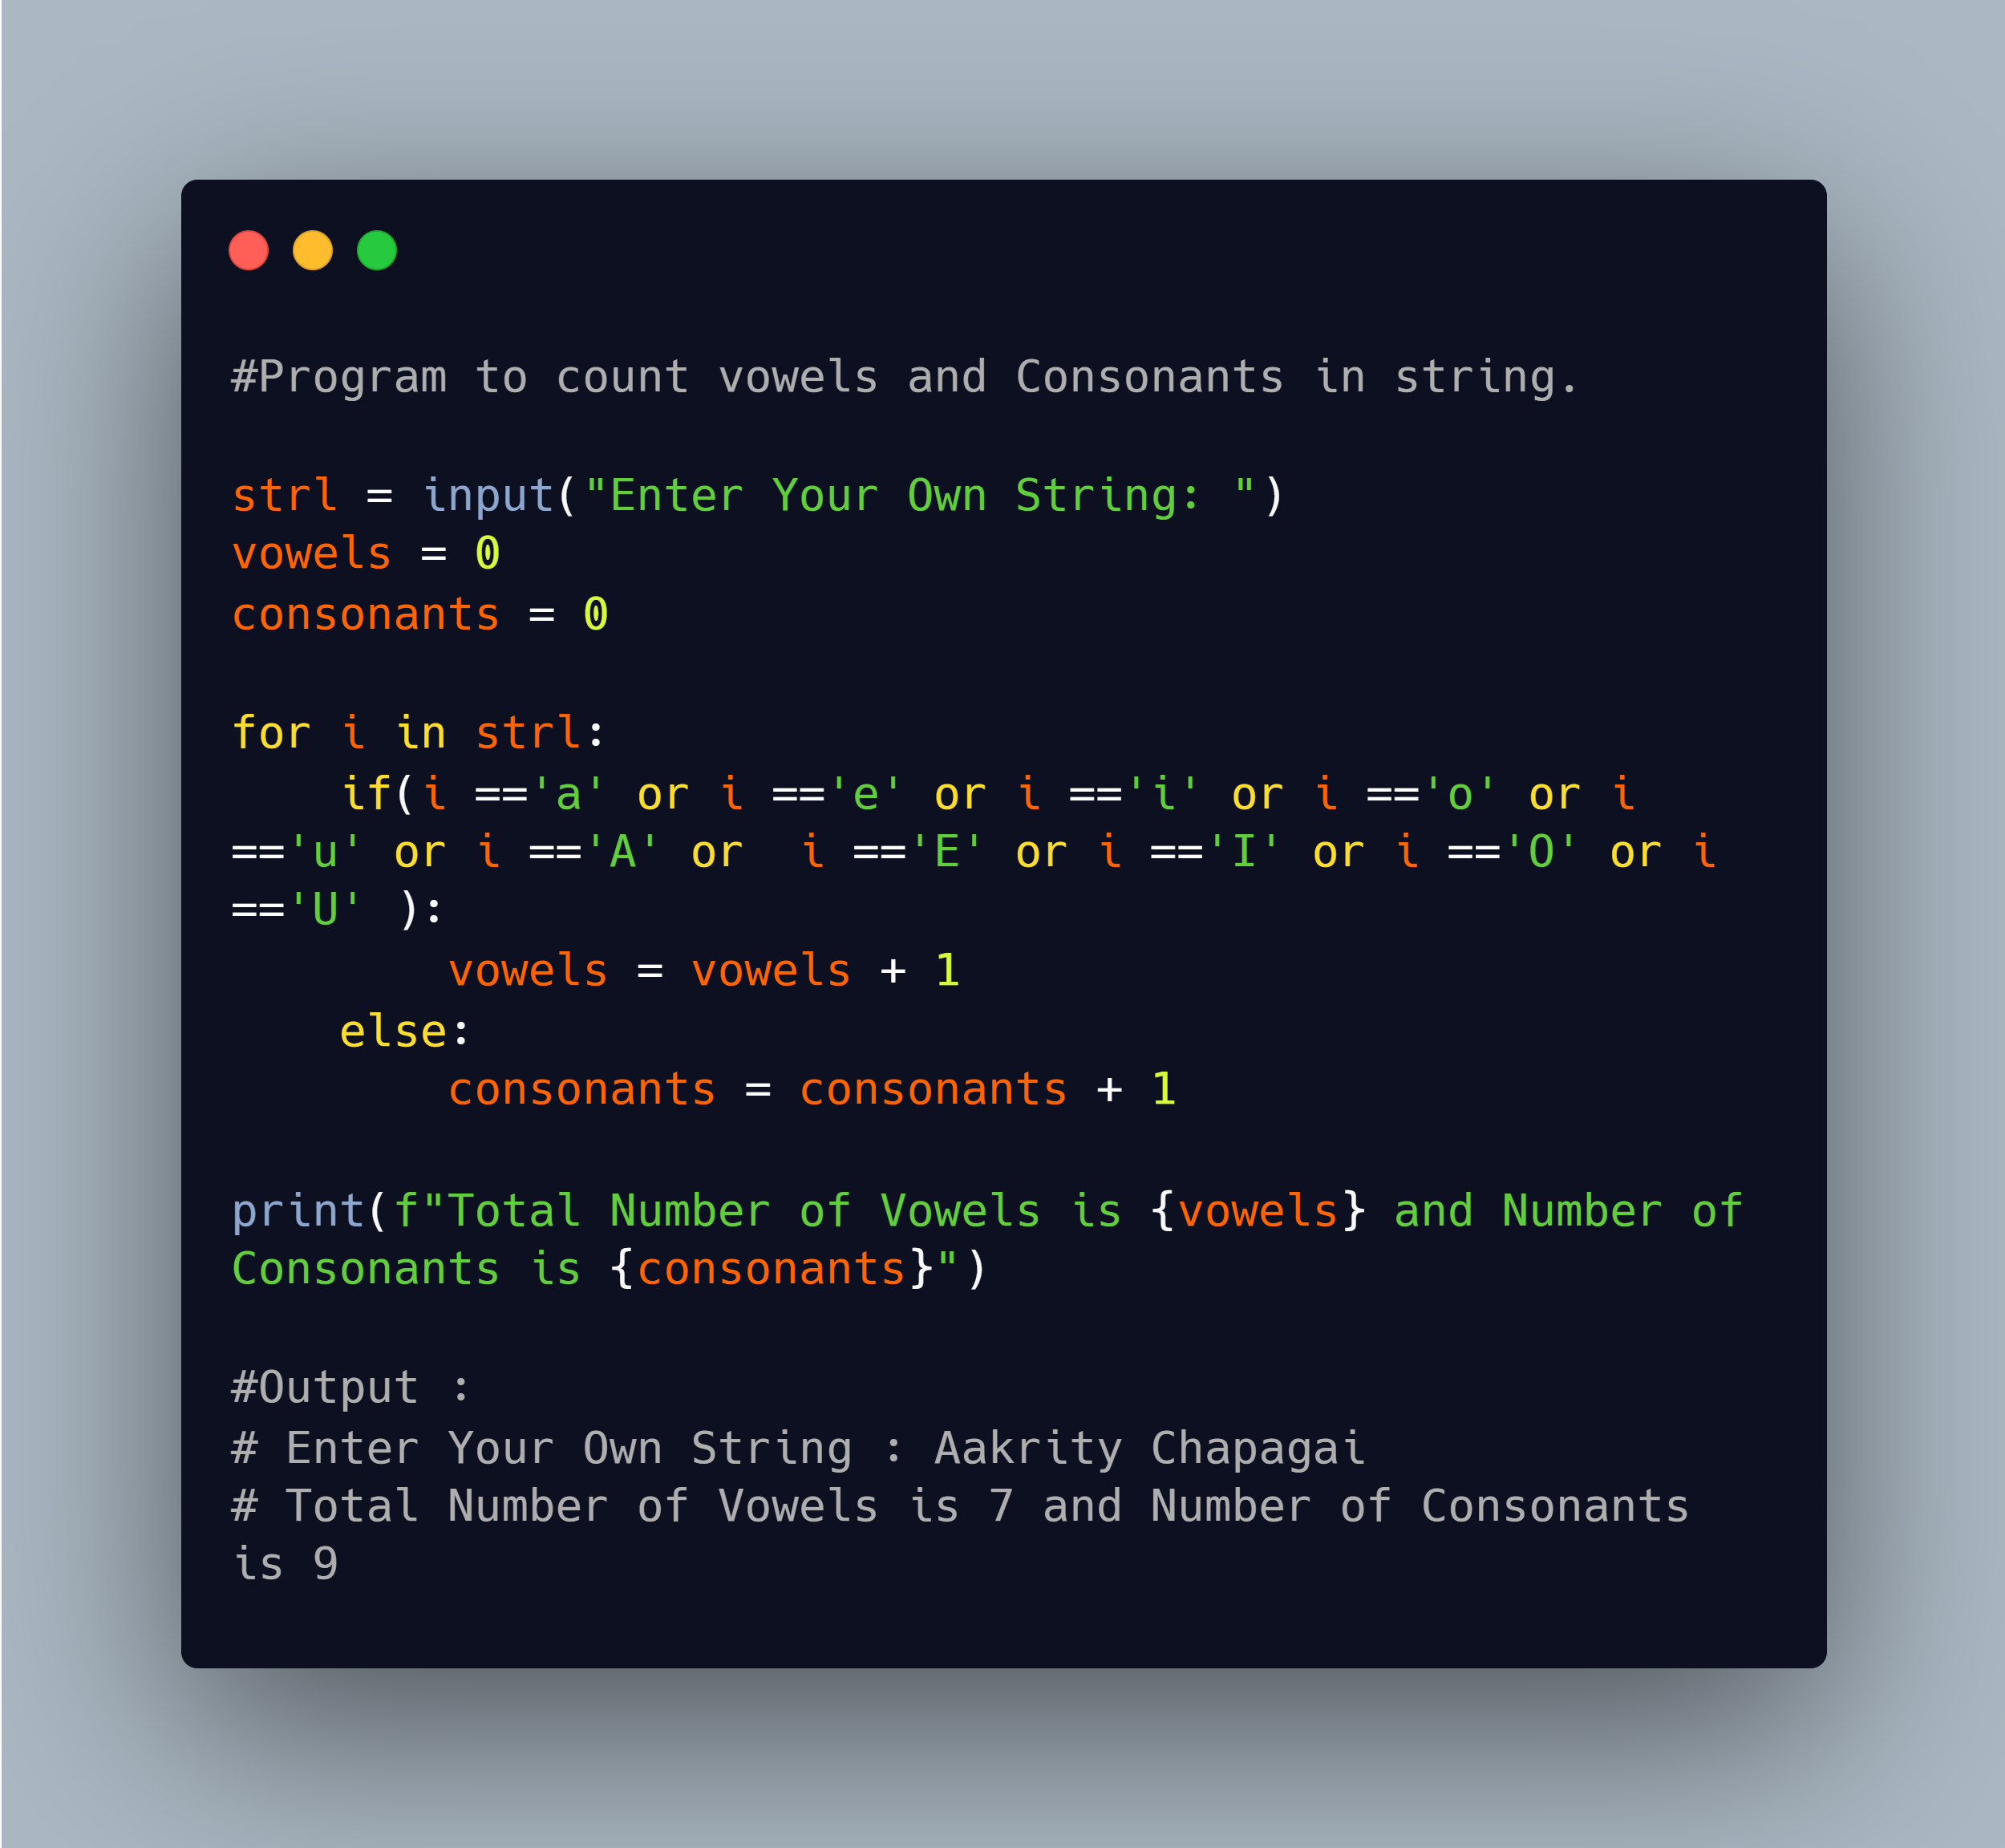 #Program to count vowels and Consonants in string.
strl = input("Enter Your Own String: ")
vowels = 0
consonants = 0
for i in strl:
    if(i =='a' or i =='e' or i =='i' or i =='o' or i
=='u' or i =='A' or  i =='E' or i =='I' or i =='O' or i
=='U' ):
        vowels = vowels + 1
    else:
        consonants = consonants + 1
print(f"Total Number of Vowels is {vowels} and Number of
Consonants is {consonants}")
#Output :
# Enter Your Own String : Aakrity Chapagai
# Total Number of Vowels is 7 and Number of Consonants
is 9